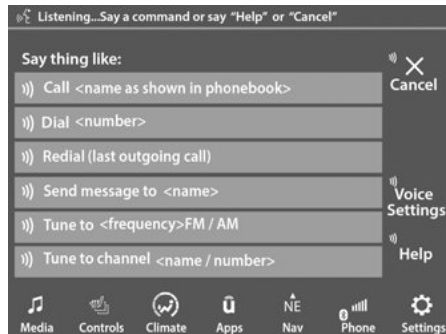 Listening...Say a command or say "Help" or "Cancel"
Say thing like:
Call <name as shown in phonebook>
Dial <number>
Redial (last outgoing call)
Send message to <name>
Tune to <frequency>FM / AM
Tune to channel <name / number>
Cancel
Voice
Settings
Help
û NE
Media Controls Climate Apps Nav Phone Settings